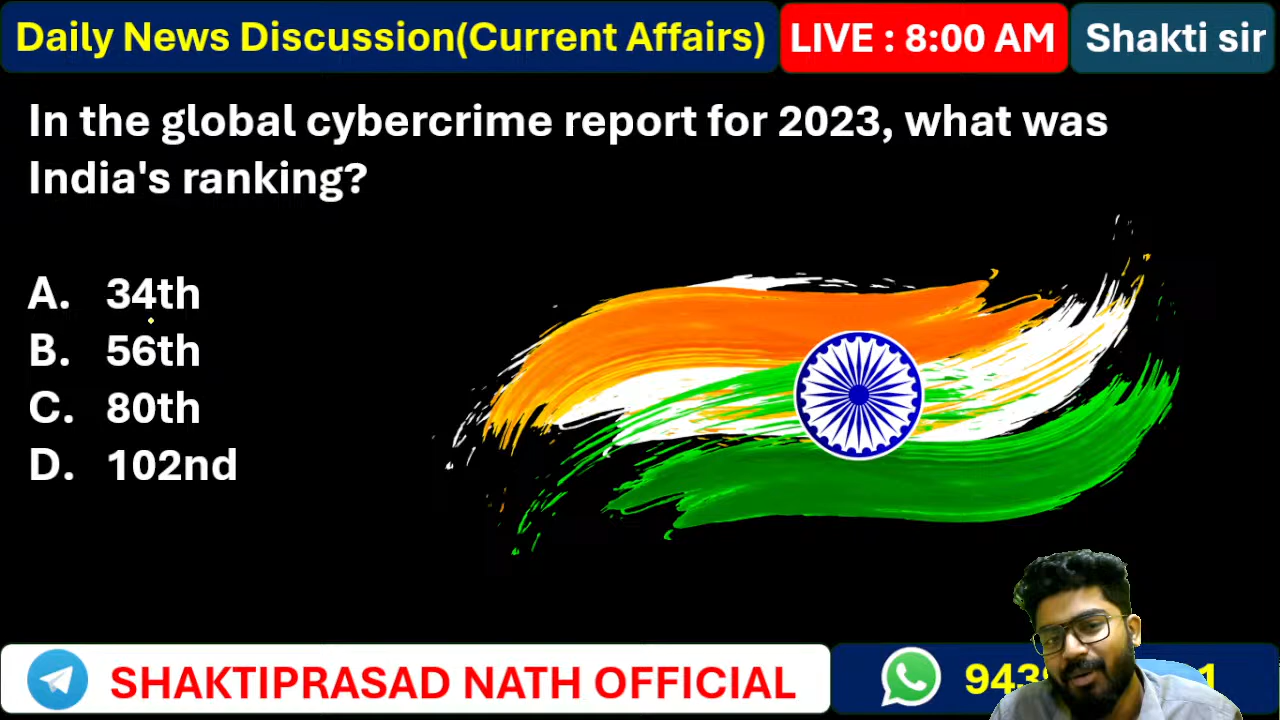 Daily News Discussion(Current Affairs)
LIVE : 8:00 AM
Shakti sir
In the global cybercrime report for 2023, what was
India's ranking?
A. 34th
B. 56th
C. 80th
D. 102nd
SHAKTIPRASAD NATH OFFICIAL